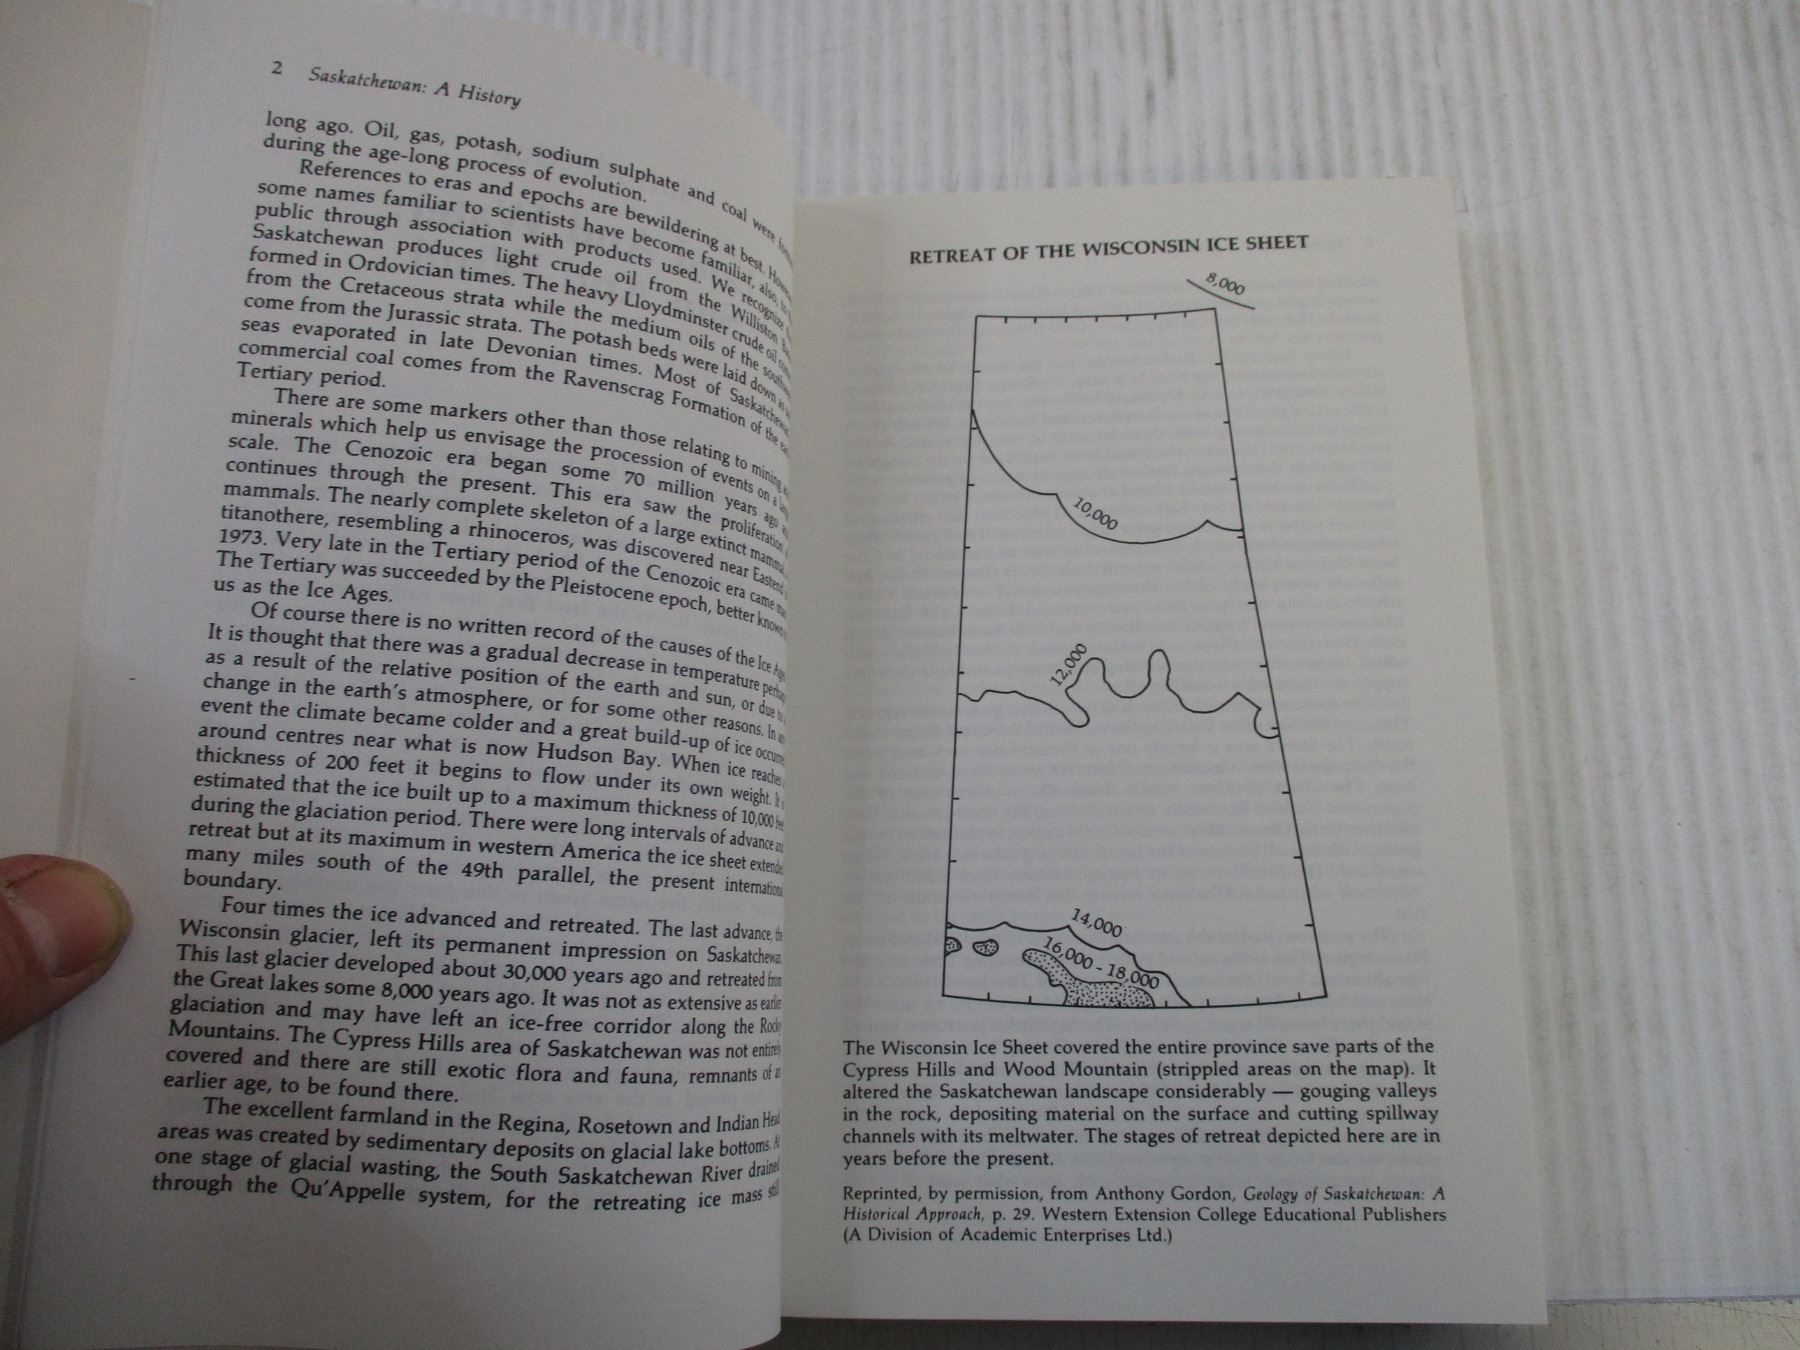 2 Saskatchewan: A History
long ago. Oil, gas, potash, sodium sulphate and coal were
during the age-long process of evolution.
References to eras and epochs are bewildering at best.
some names familiar to scientists have become familiar, also,
public through association with products used. We recognize
Saskatchewan produces light crude oil from the Williston
formed in Ordovician times. The heavy Lloydminster crude oil
from the Cretaceous strata while the medium oils of the
come from the Jurassic strata. The potash beds were laid down as
seas evaporated in late Devonian times. Most of
commercial coal comes from the Ravenscrag Formation of the
Tertiary period.
There are some markers other than those relating to mining
minerals which help us envisage the procession of events on a
scale. The Cenozoic era began some 70 million years ago
continues through the present. This era saw the proliferation
mammals. The nearly complete skeleton of a large extinct
titanothere, resembling a rhinoceros, was discovered near Eastend
1973. Very late in the Tertiary period of the Cenozoic era came
The Tertiary was succeeded by the Pleistocene epoch, better known
us as the Ice Ages.
Of course there is no written record of the causes of the Ice
It is thought that there was a gradual decrease in temperature
as a result of the relative position of the earth and sun, or due
change in the earth's atmosphere, or for some other reasons. In
event the climate became colder and a great build-up of ice
around centres near what is now Hudson Bay. When ice reaches
thickness of 200 feet it begins to flow under its own weight. It
estimated that the ice built up to a maximum thickness of 10,000
during the glaciation period. There were long intervals of advance
retreat but at its maximum in western America the ice sheet
many miles south of the 49th parallel, the present
boundary.
Four times the ice advanced and retreated. The last advance,
Wisconsin glacier, left its permanent impression on Saskatchewan
This last glacier developed about 30,000 years ago and retreated from
the Great lakes some 8,000 years ago. It was not as extensive as
glaciation and may have left an ice-free corridor along the
Mountains. The Cypress Hills area of Saskatchewan was not
covered and there are still exotic flora and fauna, remnants of
earlier age, to be found there.
The excellent farmland in the Regina, Rosetown and Indian
areas was created by sedimentary deposits on glacial lake bottoms.
one stage of glacial wasting, the South Saskatchewan River drained
through the Qu'Appelle system, for the retreating ice mass
RETREAT OF THE WISCONSIN ICE SHEET
8,000
10,000
12,000
14,000
16,000 - 18,000
The Wisconsin Ice Sheet covered the entire province save parts of the
Cypress Hills and Wood Mountain (strippled areas on the map). It
altered the Saskatchewan landscape considerably — gouging valleys
in the rock, depositing material on the surface and cutting spillway
channels with its meltwater. The stages of retreat depicted here are in
years before the present.
Reprinted, by permission, from Anthony Gordon, Geology of Saskatchewan: A
Historical Approach, p. 29. Western Extension College Educational Publishers
(A Division of Academic Enterprises Ltd.)